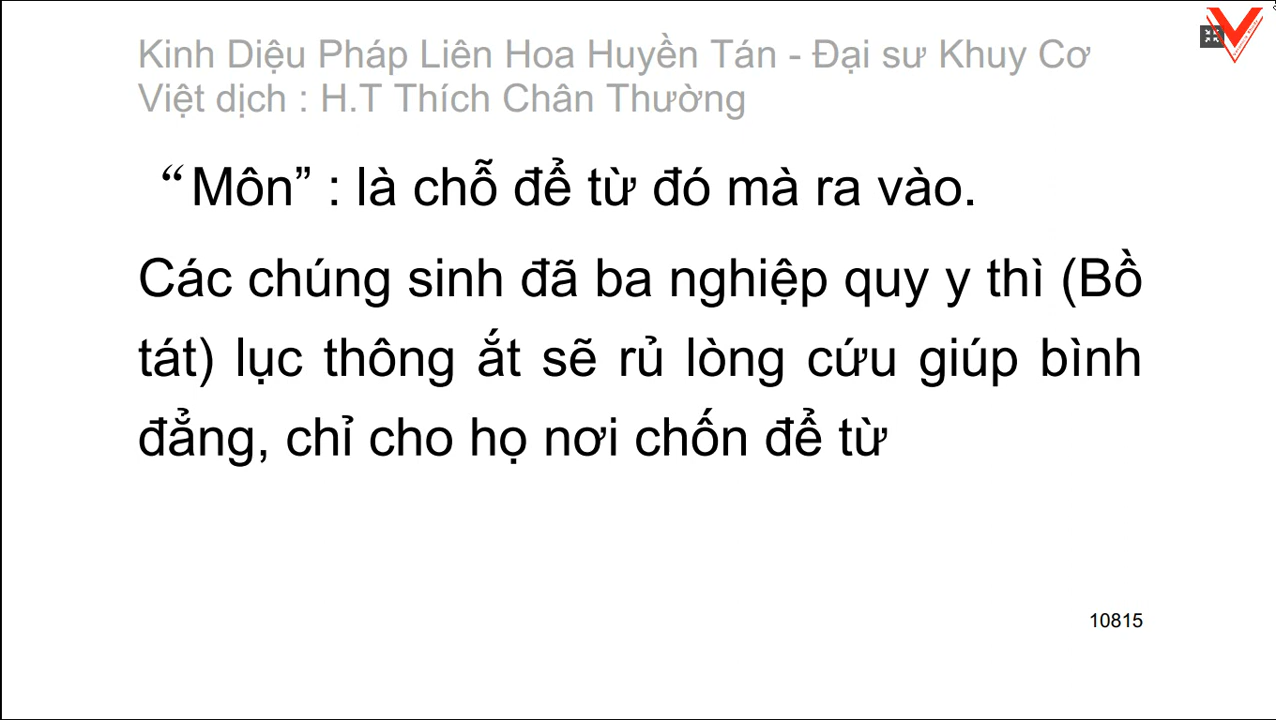 Kinh Diệu Pháp Liên Hoa Huyền Tán - Đại sư Khuy Cơ
Việt dịch : H.T Thích Chân Thường
“Môn” : là chỗ để từ đó mà ra vào.
Các chúng sinh đã ba nghiệp quy y thì (Bồ
tát) lục thông ắt sẽ rủ lòng cứu giúp bình
đẳng, chỉ cho họ nơi chốn để từ
10815